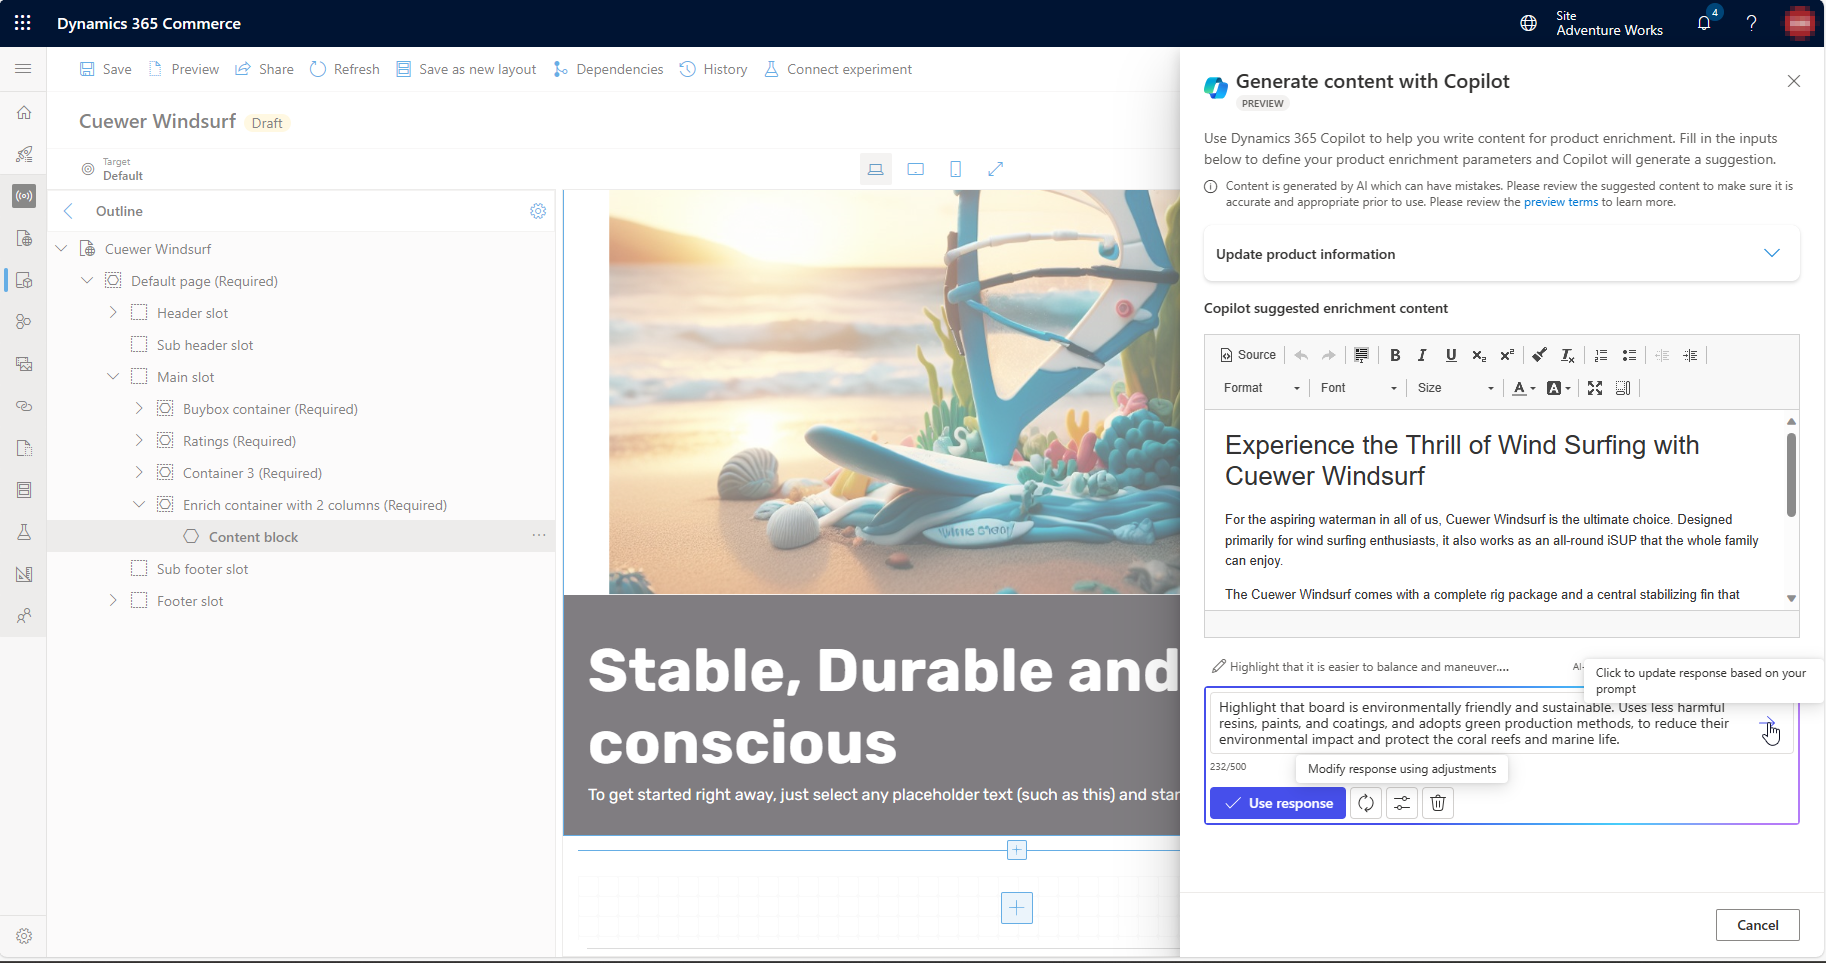 Dynamics 365 Commerce
Site
Adventure Works
4
?
Save
Preview
Share
Refresh
Save as new layout
Dependencies
History
Connect experiment
Cuewer Windsurf
Draft
Target
Default
Outline
Cuewer Windsurf
Default page (Required)
Header slot
Sub header slot
Main slot
Buybox container (Required)
Ratings (Required)
Container 3 (Required)
Enrich container with 2 columns (Required)
Content block
...
Sub footer slot
Footer slot
Stable, Durable and
conscious
To get started right away, just select any placeholder text (such as this) and star
Generate content with Copilot
PREVIEW
Use Dynamics 365 Copilot to help you write content for product enrichment. Fill in the inputs
below to define your product enrichment parameters and Copilot will generate a suggestion.
Content is generated by AI which can have mistakes. Please review the suggested content to make sure it is
accurate and appropriate prior to use. Please review the preview terms to learn more.
Update product information
Copilot suggested enrichment content
Source
B I U x₂ x²
Format
Font
Size
A
A
Experience the Thrill of Wind Surfing with
Cuewer Windsurf
For the aspiring waterman in all of us, Cuewer Windsurf is the ultimate choice. Designed
primarily for wind surfing enthusiasts, it also works as an all-round iSUP that the whole family
can enjoy.
The Cuewer Windsurf comes with a complete rig package and a central stabilizing fin that
Highlight that it is easier to balance and maneuver....
AI-
Click to update response based on your
prompt
Highlight that board is environmentally friendly and sustainable. Uses less harmful
resins, paints, and coatings, and adopts green production methods, to reduce their
environmental impact and protect the coral reefs and marine life.
232/500
Modify response using adjustments
Use response
Cancel